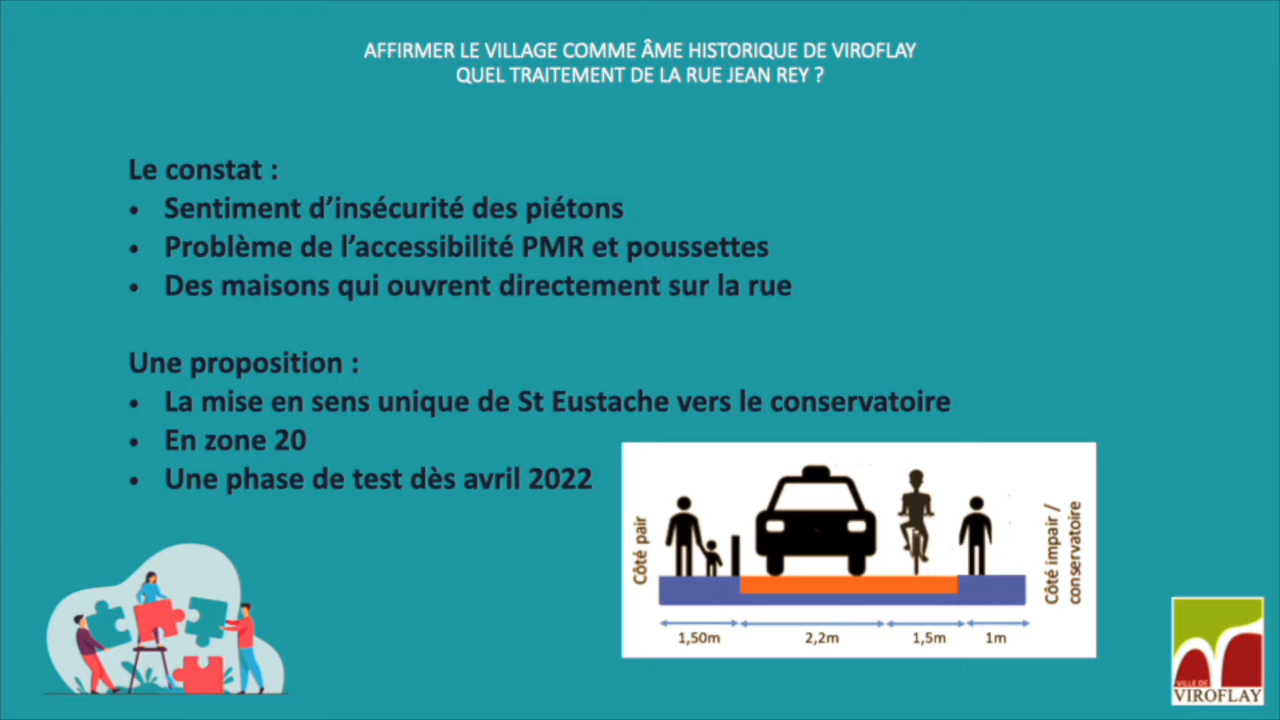 AFFIRMER LE VILLAGE COMME ÂME HISTORIQUE DE VIROFLAY
QUEL TRAITEMENT DE LA RUE JEAN REY ?
Le constat :
• Sentiment d’insécurité des piétons
• Problème de l’accessibilité PMR et poussettes
• Des maisons qui ouvrent directement sur la rue
Une proposition :
• La mise en sens unique de St Eustache vers le conservatoire
• En zone 20
• Une phase de test dès avril 2022
Côté pair
Côté impair /
conservatoire
1,50m
2,2m
1,5m
1m
VILLE DE
VIROFLAY